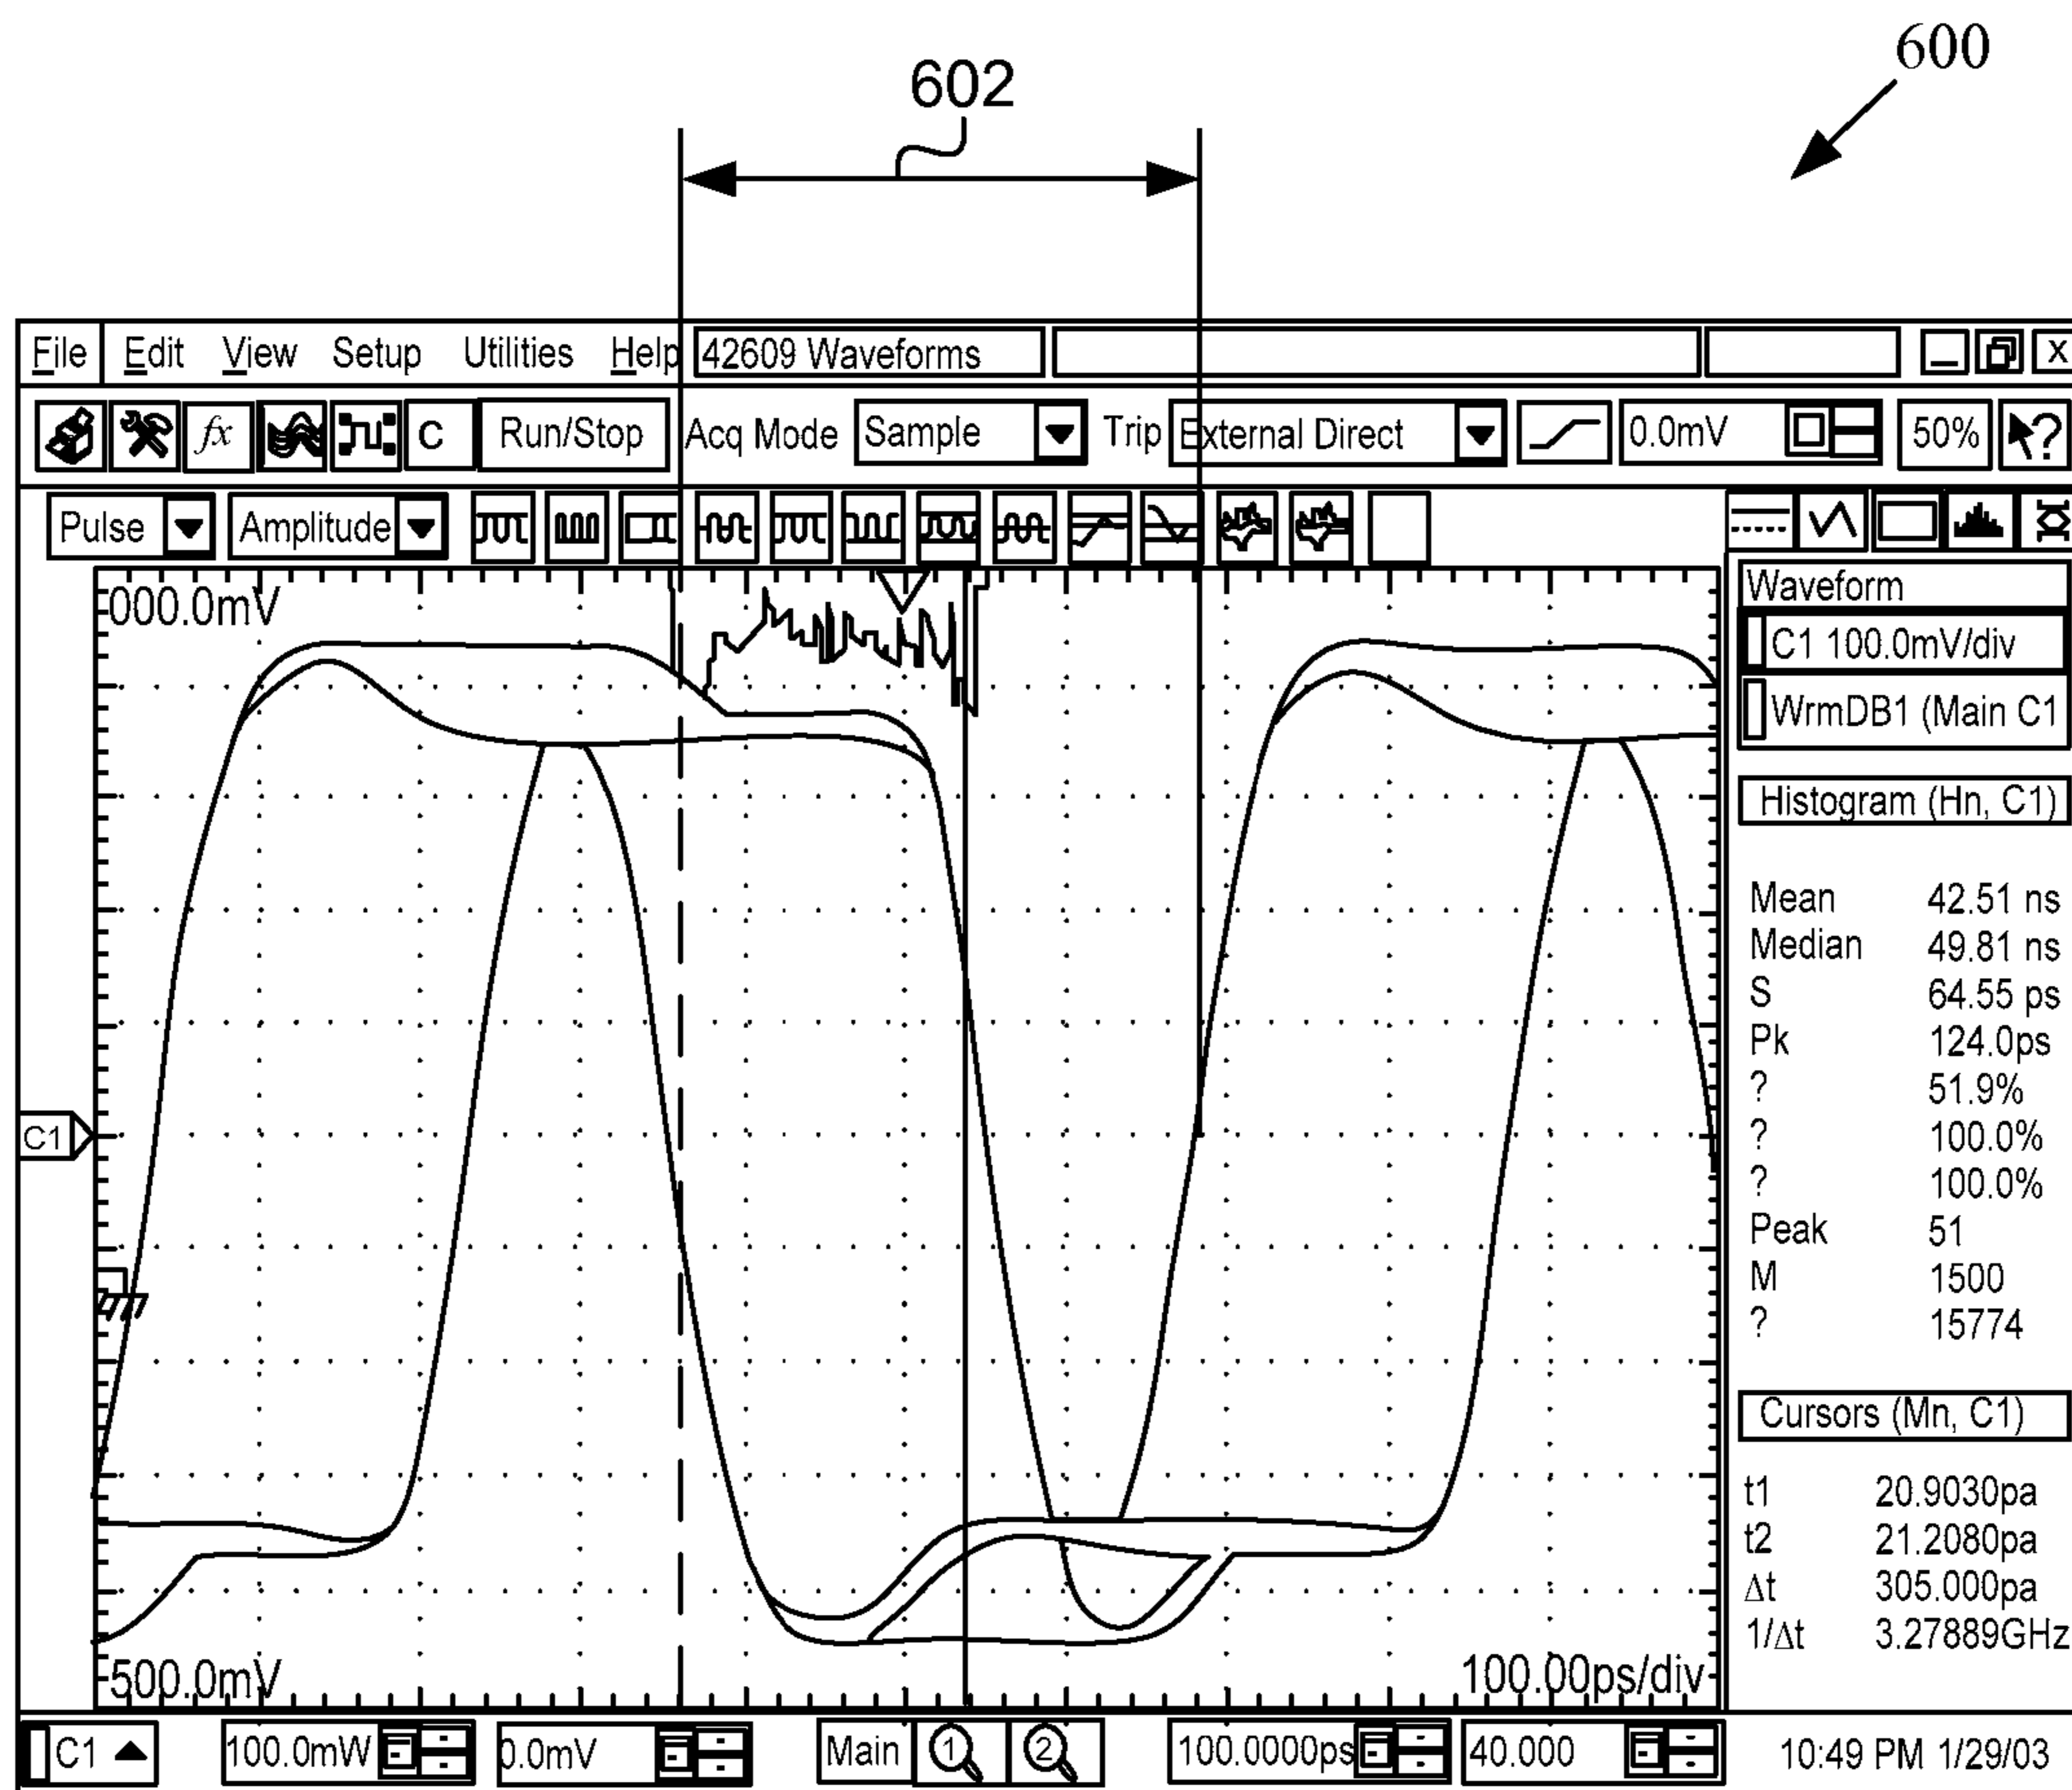 600
602
File Edit View Setup Utilities Help 42609 Waveforms X
fx C Run/Stop Acq Mode Sample Trip External Direct 0.0mV 50% ?
Pulse Amplitude
000.0mV
Waveform
C1 100.0mV/div
WrmDB1 (Main C1
Histogram (Hn, C1)
Mean 42.51 ns
Median 49.81 ns
S 64.55 ps
Pk 124.0ps
? 51.9%
C1
? 100.0%
? 100.0%
Peak 51
M 1500
? 15774
Cursors (Mn, C1)
t1 20.9030pa
t2 21.2080pa
Δt 305.000pa
1/Δt 3.27889GHz
500.0mV 100.00ps/div
C1 100.0mW 0.0mV Main 1 2 100.0000ps 40.000 10:49 PM 1/29/03